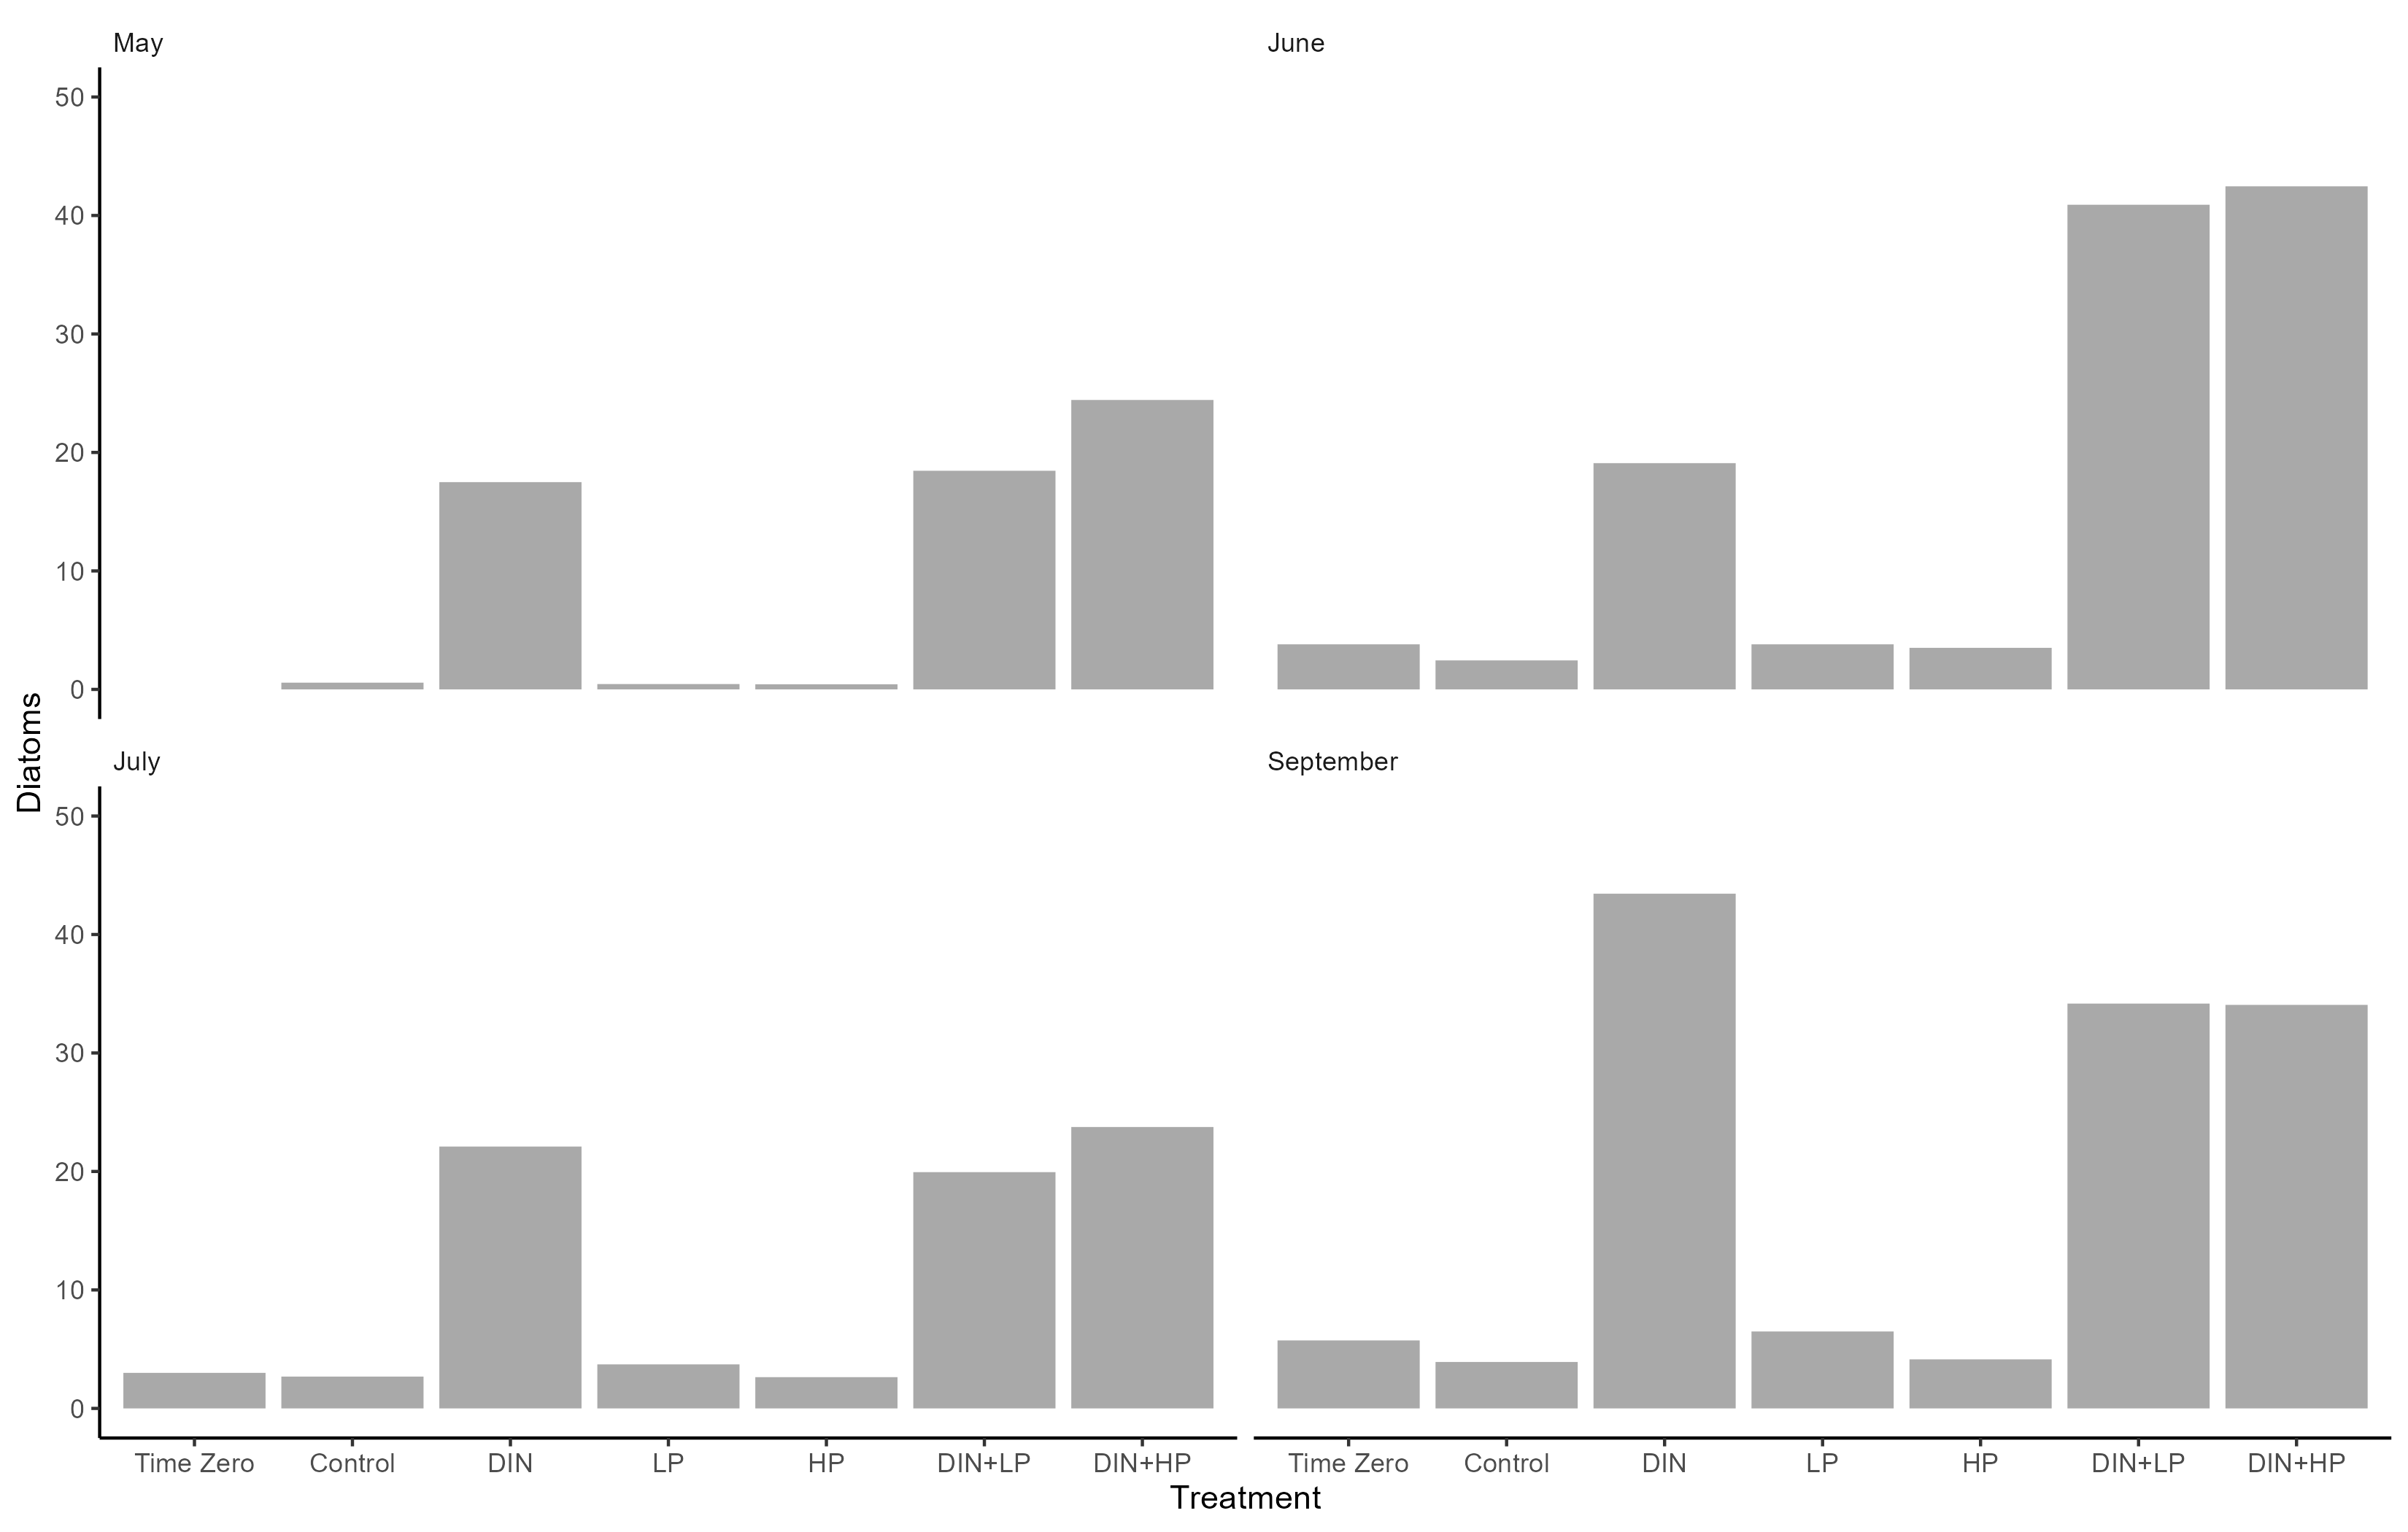 May
June
50
40
30
20
10
0
Diatoms
July
September
50
40
30
20
10
0
Time Zero Control DIN LP HP DIN+LP DIN+HP Time Zero Control DIN LP HP DIN+LP DIN+HP
Treatment